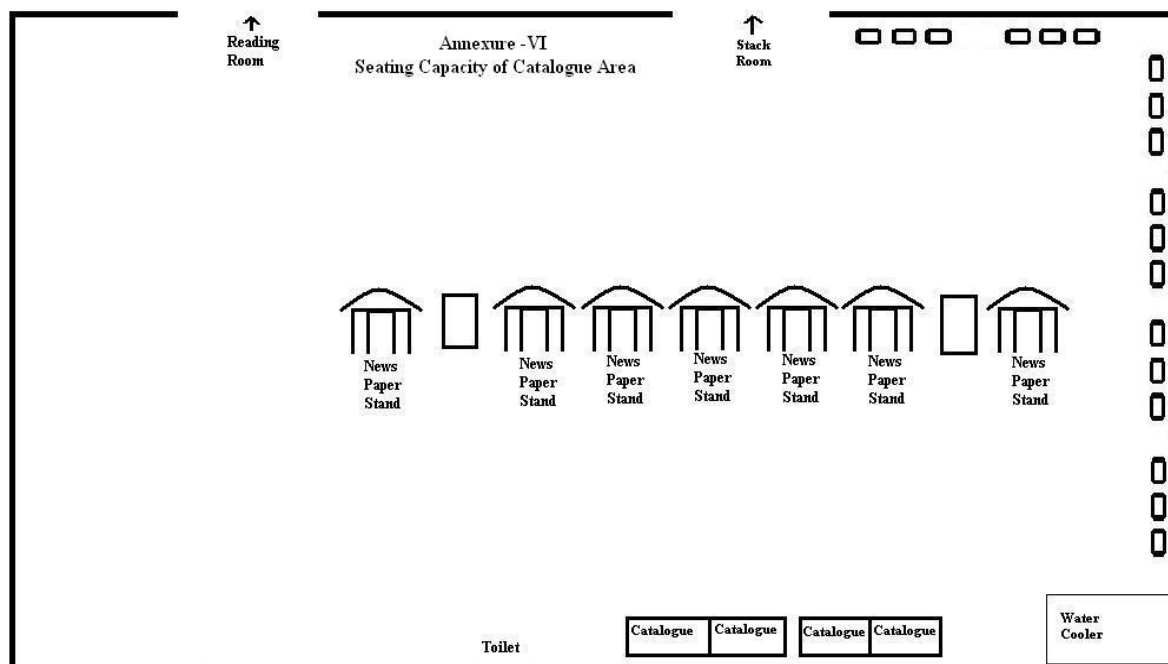 Reading
Room
Annexure -VI
Seating Capacity of Catalogue Area
Stack
Room
News
Paper
Stand
News
Paper
Stand
News
Paper
Stand
News
Paper
Stand
News
Paper
Stand
News
Paper
Stand
News
Paper
Stand
Toilet
Catalogue
Catalogue
Catalogue
Catalogue
Water
Cooler